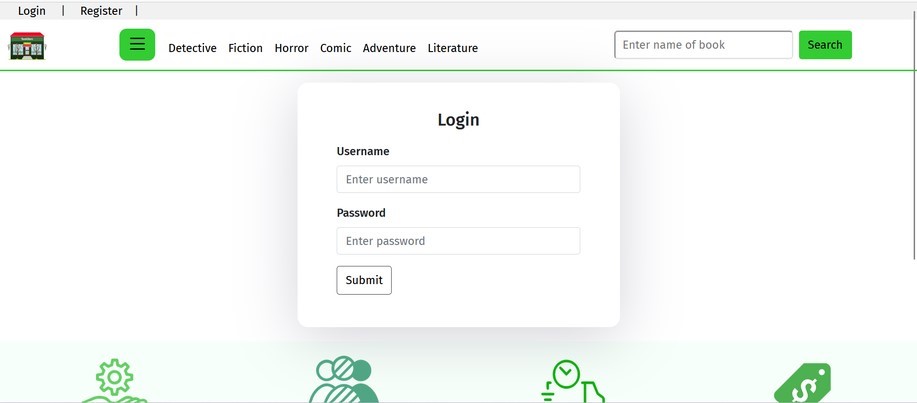 Login | Register |
Detective Fiction Horror Comic Adventure Literature Enter name of book Search
Login
Username
Enter username
Password
Enter password
Submit